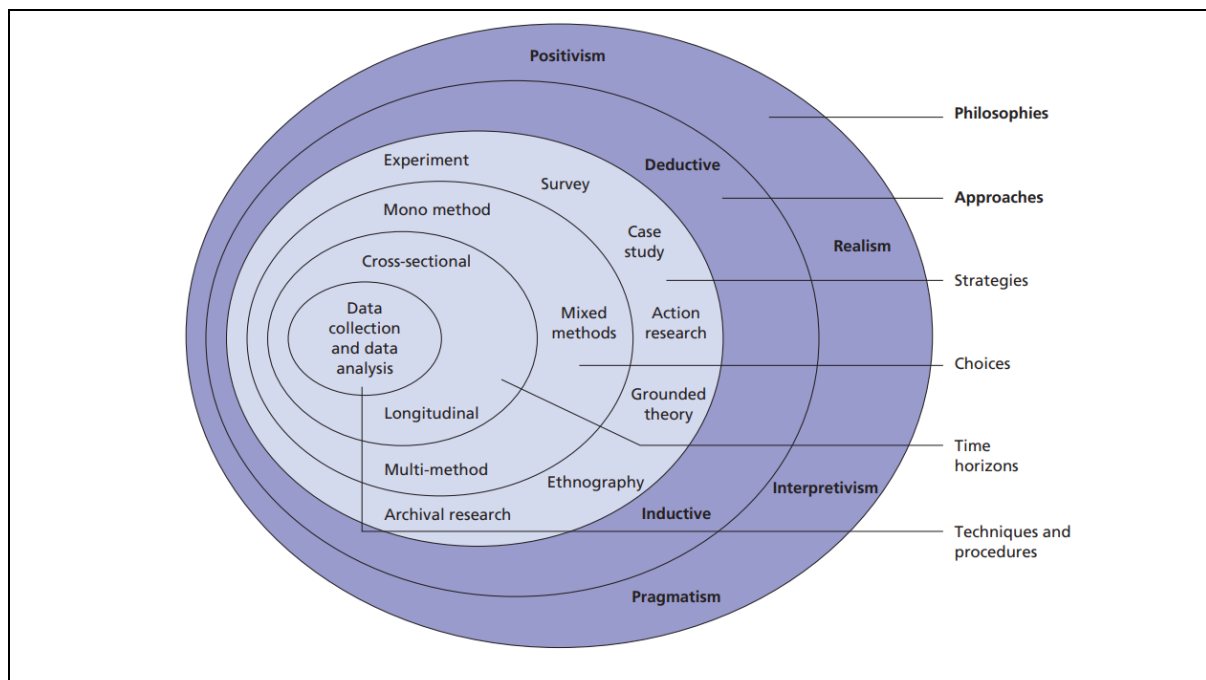 Positivism
Philosophies
Experiment
Deductive
Survey
Approaches
Mono method
Case
study
Realism
Cross-sectional
Strategies
Data
collection
and data
analysis
Mixed
methods
Action
research
Choices
Grounded
theory
Longitudinal
Time
horizons
Multi-method
Ethnography
Interpretivism
Archival research
Inductive
Techniques and
procedures
Pragmatism